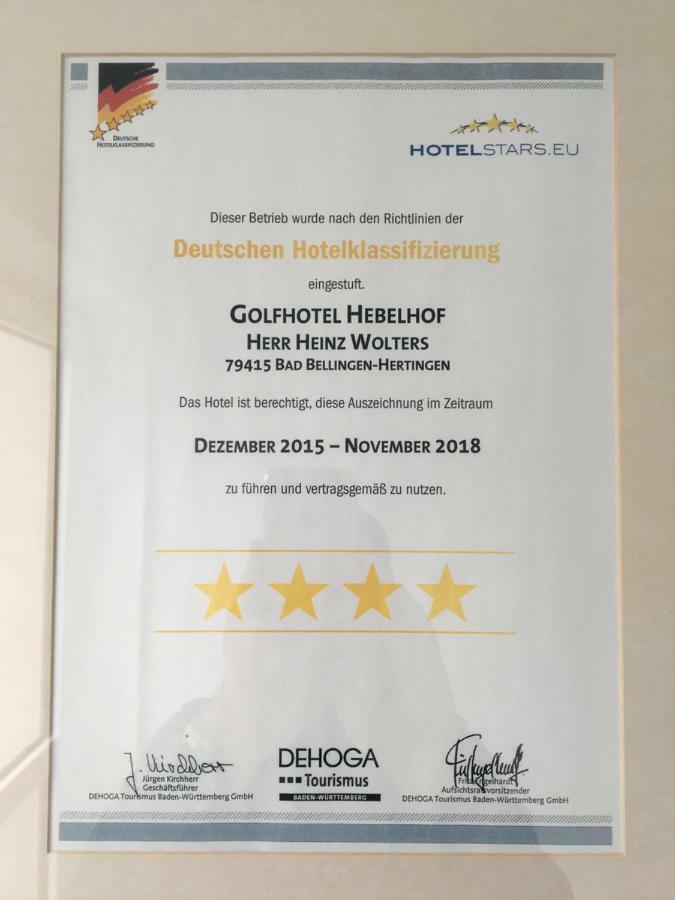 DEUTSCHE
HOTELKLASSIFIZIERUNG
HOTELSTARS.EU
Dieser Betrieb wurde nach den Richtlinien der
Deutschen Hotelklassifizierung
eingestuft.
GOLFHOTEL HEBELHOF
HERR HEINZ WOLTERS
79415 BAD BELLINGEN-HERTINGEN
Das Hotel ist berechtigt, diese Auszeichnung im Zeitraum
DEZEMBER 2015 – NOVEMBER 2018
zu führen und vertragsgemäß zu nutzen.
J. Kirchherr
Jürgen Kirchherr
Geschäftsführer
DEHOGA Tourismus Baden-Württemberg GmbH
DEHOGA
Tourismus
BADEN-WÜRTTEMBERG
Fritz Engelhardt
Aufsichtsratsvorsitzender
DEHOGA Tourismus Baden-Württemberg GmbH